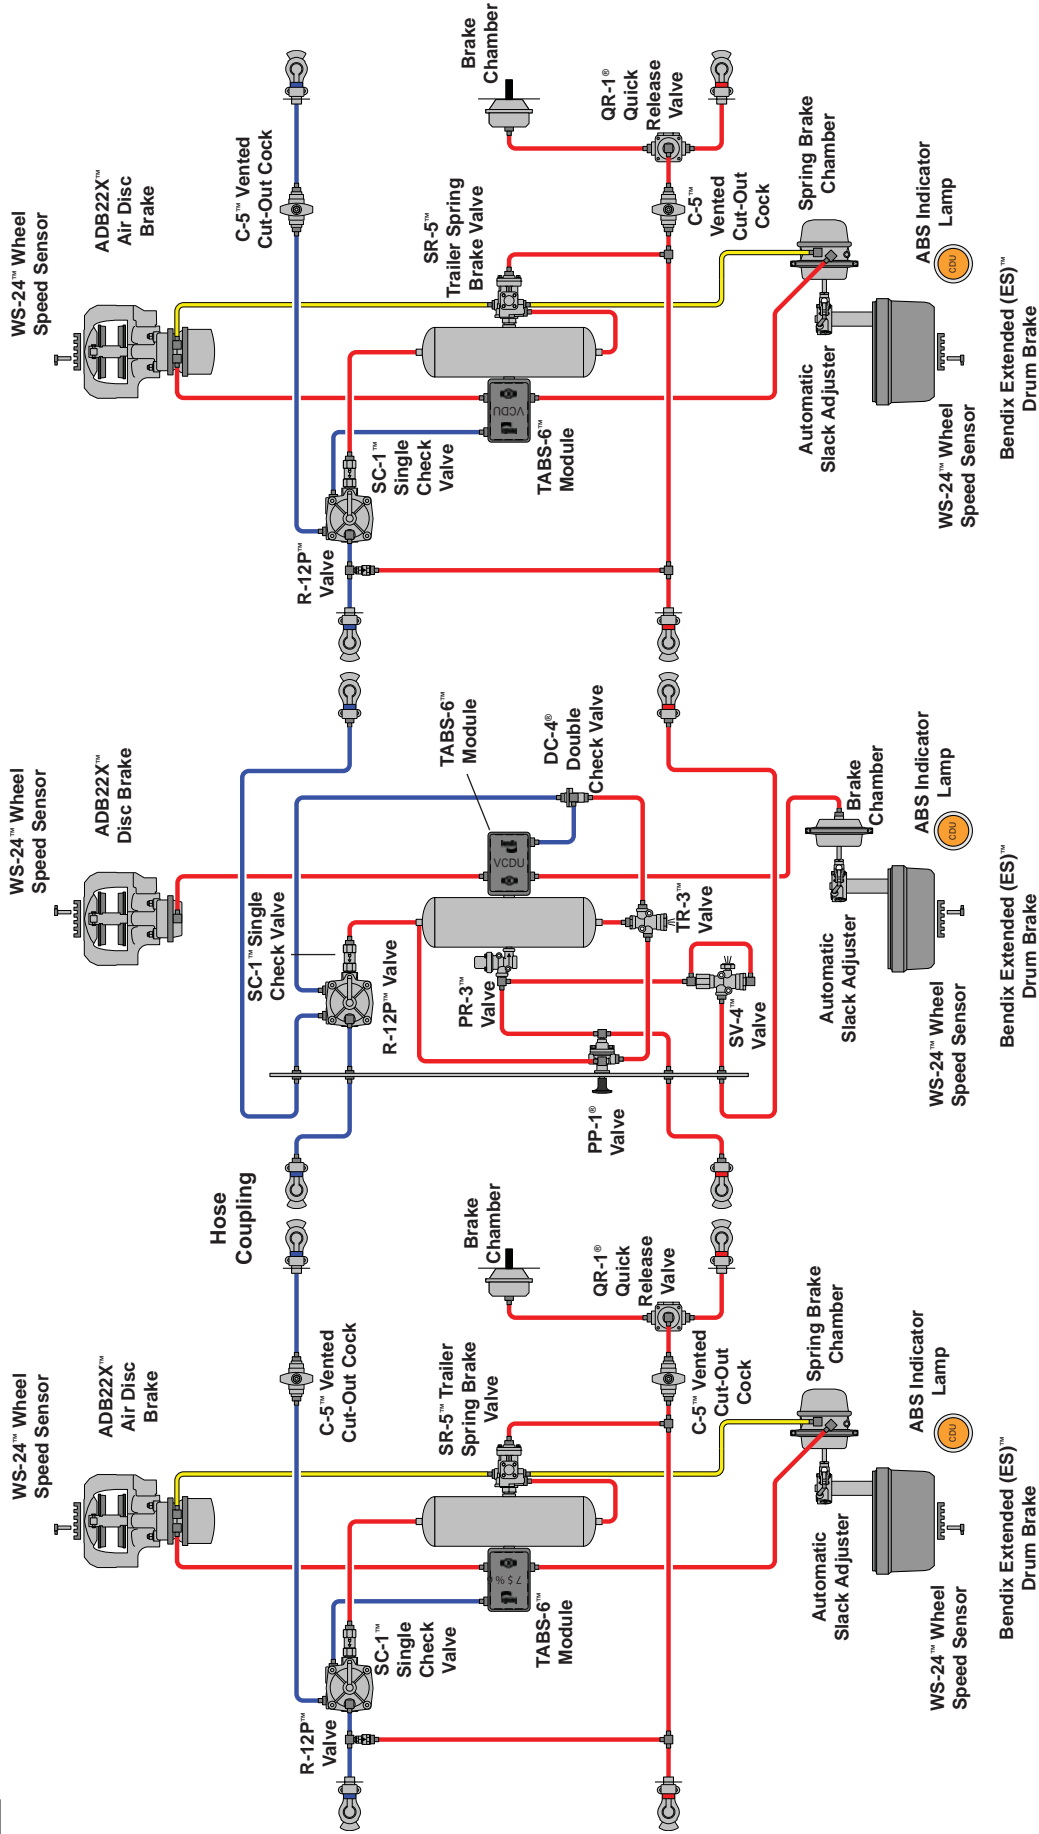 WS-24™ Wheel
Speed Sensor
ADB22X™
Air Disc
Brake
C-5™ Vented
Cut-Out Cock
R-12P™
Valve
SC-1™
Single
Check
Valve
SR-5™ Trailer
Spring Brake
Valve
TABS-6™
Module
Brake
Chamber
QR-1®
Quick
Release
Valve
C-5™ Vented
Cut-Out
Cock
Spring Brake
Chamber
Automatic
Slack Adjuster
ABS Indicator
Lamp
CDU
WS-24™ Wheel
Speed Sensor
Bendix Extended (ES)™
Drum Brake
Hose
Coupling
WS-24™ Wheel
Speed Sensor
ADB22X™
Disc Brake
SC-1™ Single
Check Valve
R-12P™ Valve
TABS-6™
Module
VCDU
PR-3™
Valve
DC-4®
Double
Check Valve
PP-1®
Valve
TR-3™
Valve
SV-4™
Valve
Brake
Chamber
Automatic
Slack Adjuster
ABS Indicator
Lamp
CDU
WS-24™ Wheel
Speed Sensor
Bendix Extended (ES)™
Drum Brake
WS-24™ Wheel
Speed Sensor
ADB22X™
Air Disc
Brake
C-5™ Vented
Cut-Out Cock
R-12P™
Valve
SC-1™
Single
Check
Valve
SR-5™
Trailer Spring
Brake Valve
VCDU
TABS-6™
Module
Brake
Chamber
QR-1®
Quick
Release
Valve
C-5™
Vented
Cut-Out
Cock
Spring Brake
Chamber
Automatic
Slack Adjuster
ABS Indicator
Lamp
CDU
WS-24™ Wheel
Speed Sensor
Bendix Extended (ES)™
Drum Brake